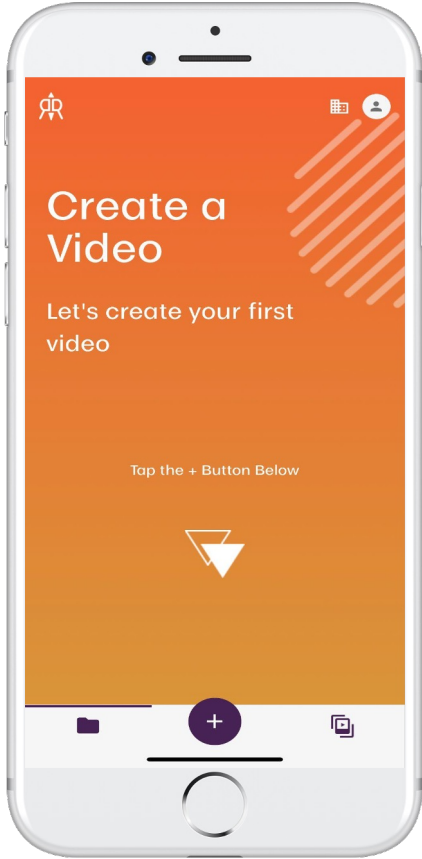 Create a
Video
Let's create your first
video
Tap the + Button Below